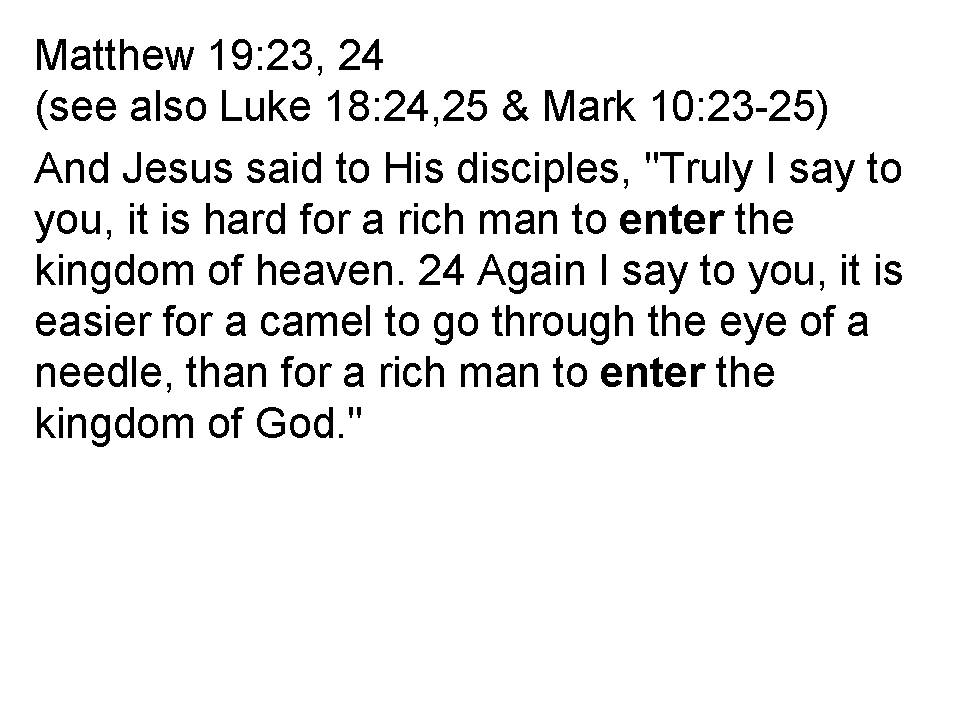 Matthew 19:23, 24
(see also Luke 18:24,25 & Mark 10:23-25)
And Jesus said to His disciples, "Truly I say to
you, it is hard for a rich man to enter the
kingdom of heaven. 24 Again I say to you, it is
easier for a camel to go through the eye of a
needle, than for a rich man to enter the
kingdom of God."